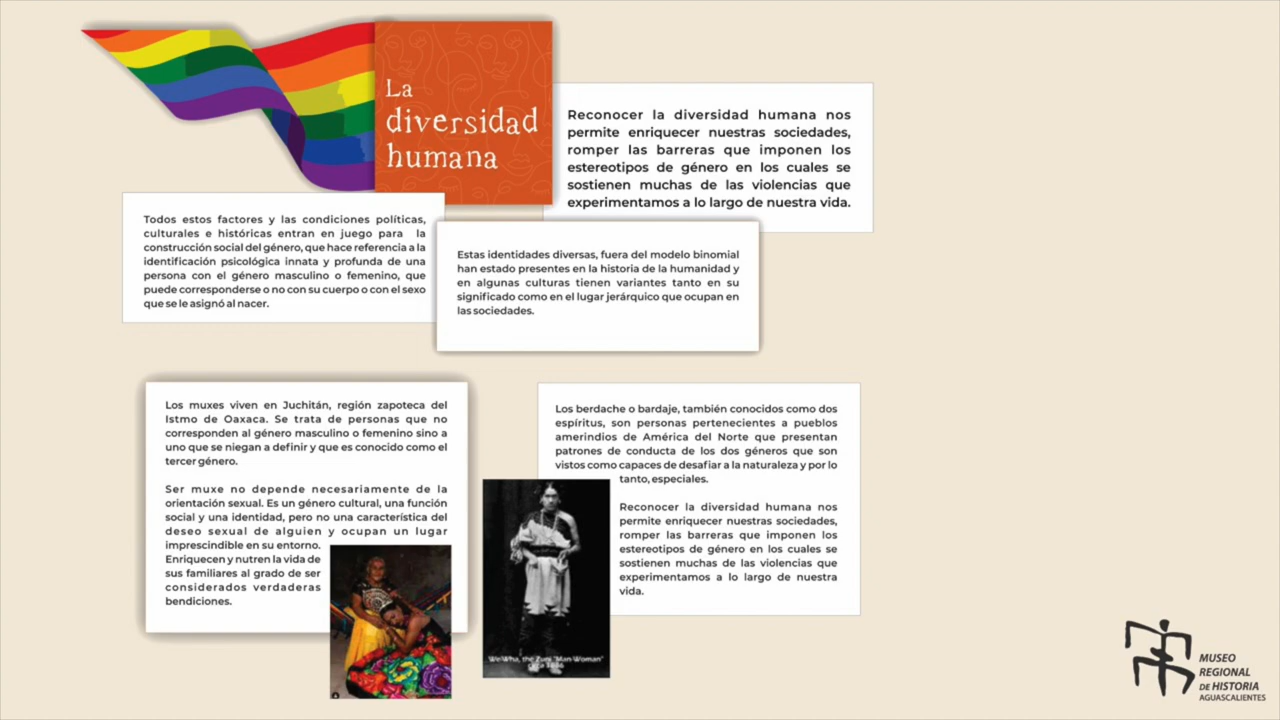 La
diversidad
humana
Reconocer la diversidad humana nos
permite enriquecer nuestras sociedades,
romper las barreras que imponen los
estereotipos de género en los cuales se
sostienen muchas de las violencias que
experimentamos a lo largo de nuestra vida.
Todos estos factores y las condiciones políticas,
culturales e históricas entran en juego para la
construcción social del género, que hace referencia a la
identificación psicológica innata y profunda de una
persona con el género masculino o femenino, que
puede corresponderse o no con su cuerpo o con el sexo
que se le asignó al nacer.
Estas identidades diversas, fuera del modelo binomial
han estado presentes en la historia de la humanidad y
en algunas culturas tienen variantes tanto en su
significado como en el lugar jerárquico que ocupan en
las sociedades.
Los muxes viven en Juchitán, región zapoteca del
Istmo de Oaxaca. Se trata de personas que no
corresponden al género masculino o femenino sino a
uno que se niegan a definir y que es conocido como el
tercer género.
Ser muxe no depende necesariamente de la
orientación sexual. Es un género cultural, una función
social y una identidad, pero no una característica del
deseo sexual de alguien y ocupan un lugar
imprescindible en su entorno.
Enriquecen y nutren la vida de
sus familiares al grado de ser
considerados verdaderas
bendiciones.
Los berdache o bardaje, también conocidos como dos
espíritus, son personas pertenecientes a pueblos
amerindios de América del Norte que presentan
patrones de conducta de los dos géneros que son
vistos como capaces de desafiar a la naturaleza y por lo
tanto, especiales.
Reconocer la diversidad humana nos
permite enriquecer nuestras sociedades,
romper las barreras que imponen los
estereotipos de género en los cuales se
sostienen muchas de las violencias que
experimentamos a lo largo de nuestra
vida.
We-Wha, the Zuni "Man-Woman"
circa 1886
MUSEO
REGIONAL
DE HISTORIA
AGUASCALIENTES